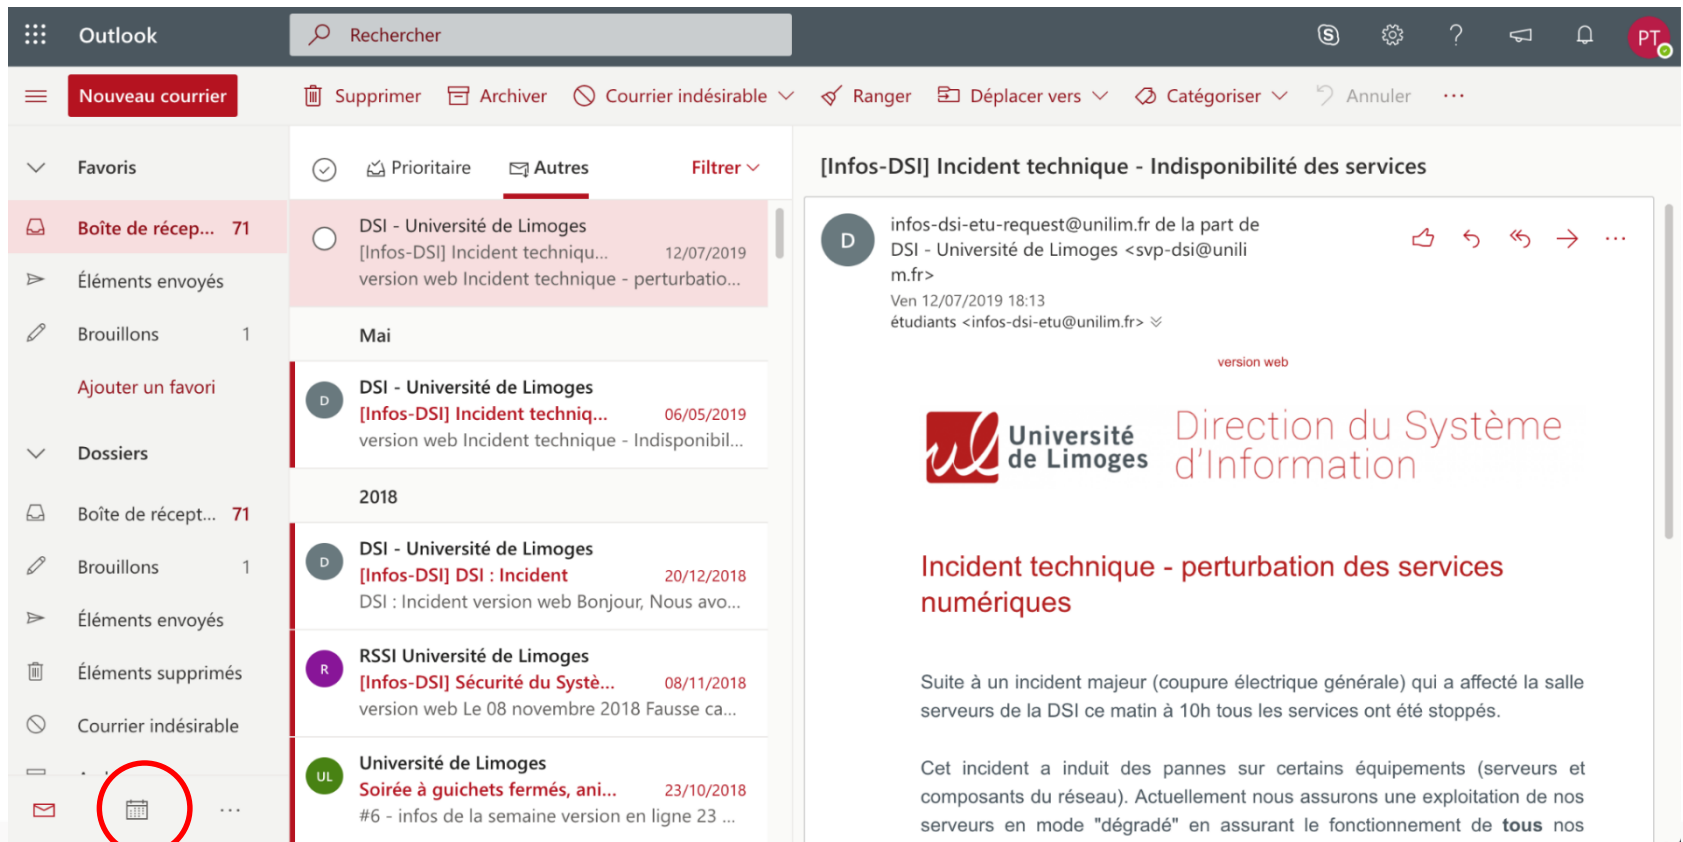 Outlook
Rechercher
PT
Nouveau courrier
Supprimer
Archiver
Courrier indésirable
Ranger
Déplacer vers
Catégoriser
Annuler
Favoris
Boîte de récep... 71
Éléments envoyés
Brouillons 1
Ajouter un favori
Dossiers
Boîte de récept... 71
Brouillons 1
Éléments envoyés
Éléments supprimés
Courrier indésirable
Prioritaire
Autres
Filtrer
DSI - Université de Limoges
[Infos-DSI] Incident techniqu... 12/07/2019
version web Incident technique - perturbatio...
Mai
D
DSI - Université de Limoges
[Infos-DSI] Incident techniq... 06/05/2019
version web Incident technique - Indisponibil...
2018
D
DSI - Université de Limoges
[Infos-DSI] DSI : Incident 20/12/2018
DSI : Incident version web Bonjour, Nous avo...
R
RSSI Université de Limoges
[Infos-DSI] Sécurité du Systè... 08/11/2018
version web Le 08 novembre 2018 Fausse ca...
UL
Université de Limoges
Soirée à guichets fermés, ani... 23/10/2018
#6 - infos de la semaine version en ligne 23 ...
[Infos-DSI] Incident technique - Indisponibilité des services
D
infos-dsi-etu-request@unilim.fr de la part de
DSI - Université de Limoges <svp-dsi@unili
m.fr>
Ven 12/07/2019 18:13
étudiants <infos-dsi-etu@unilim.fr>
version web
ul
Université
de Limoges
Direction du Système
d'Information
Incident technique - perturbation des services
numériques
Suite à un incident majeur (coupure électrique générale) qui a affecté la salle
serveurs de la DSI ce matin à 10h tous les services ont été stoppés.
Cet incident a induit des pannes sur certains équipements (serveurs et
composants du réseau). Actuellement nous assurons une exploitation de nos
serveurs en mode "dégradé" en assurant le fonctionnement de tous nos